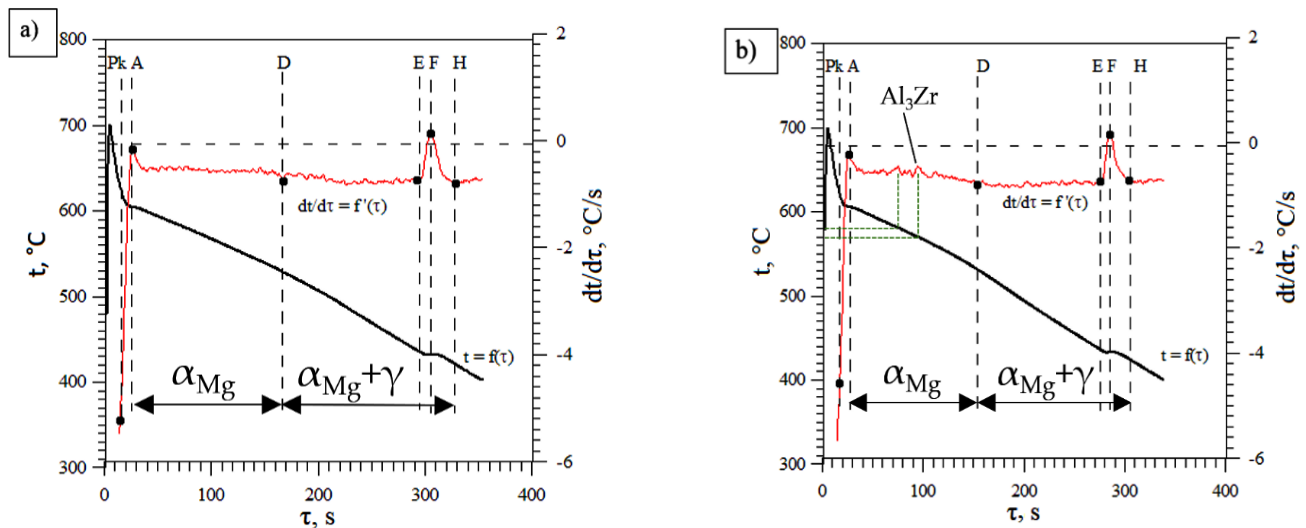 a)
800
700
600
500
400
300
t, °C
Pk A
D
E F H
2
0
-2
-4
-6
dt/dτ, °C/s
dt/dτ = f'(τ)
t = f(τ)
αMg
αMg+γ
0
100
200
300
400
τ, s
b)
800
700
600
500
400
300
t, °C
Pk A
D
E F H
Al₃Zr
2
0
-2
-4
-6
dt/dτ, °C/s
dt/dτ = f'(τ)
t = f(τ)
αMg
αMg+γ
0
100
200
300
400
τ, s